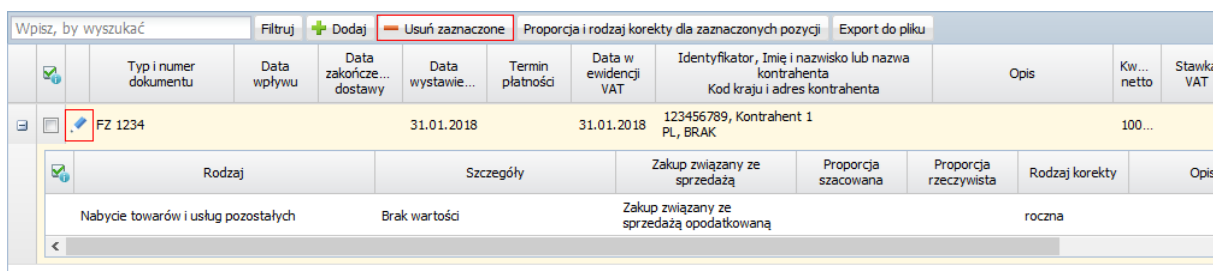 Wpisz, by wyszukać Filtruj Dodaj Usuń zaznaczone Proporcja i rodzaj korekty dla zaznaczonych pozycji Export do pliku
Typ i numer dokumentu
Data wpływu
Data zakończe... dostawy
Data wystawie...
Termin płatności
Data w ewidencji VAT
Identyfikator, Imię i nazwisko lub nazwa kontrahenta
Kod kraju i adres kontrahenta
Opis
Kw... netto
Stawka VAT
FZ 1234 31.01.2018 31.01.2018 123456789, Kontrahent 1 100...
PL, BRAK
Rodzaj
Szczegóły
Zakup związany ze sprzedażą
Proporcja szacowana
Proporcja rzeczywista
Rodzaj korekty
Opis
Nabycie towarów i usług pozostałych Brak wartości Zakup związany ze sprzedażą opodatkowaną roczna